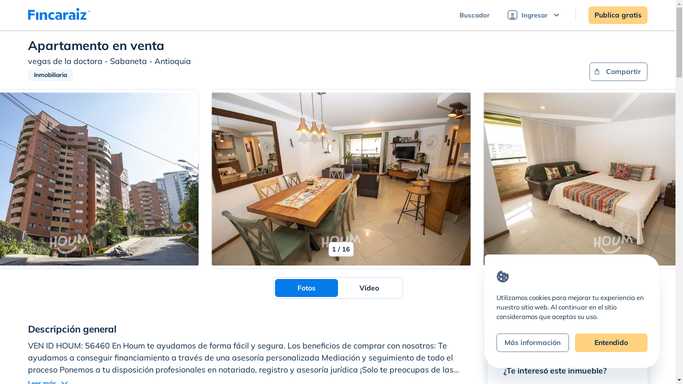 Fincaraiz
Buscador
Ingresar
Publica gratis
Apartamento en venta
vegas de la doctora - Sabaneta - Antioquia
Inmobiliaria
Compartir
HOUM
HOUM
HOUM
1 / 16
Fotos
Video
Descripción general
VEN ID HOUM: 56460 En Houm te ayudamos de forma fácil y segura. Los beneficios de comprar con nosotros: Te
ayudamos a conseguir financiamiento a través de una asesoría personalizada Mediación y seguimiento de todo el
proceso Ponemos a tu disposición profesionales en notariado, registro y asesoría jurídica ¡Solo te preocupas de las...
Leer más
Utilizamos cookies para mejorar tu experiencia en
nuestro sitio web. Al continuar en el sitio
consideramos que aceptas su uso.
Más información
Entendido
¿Te interesó este inmueble?